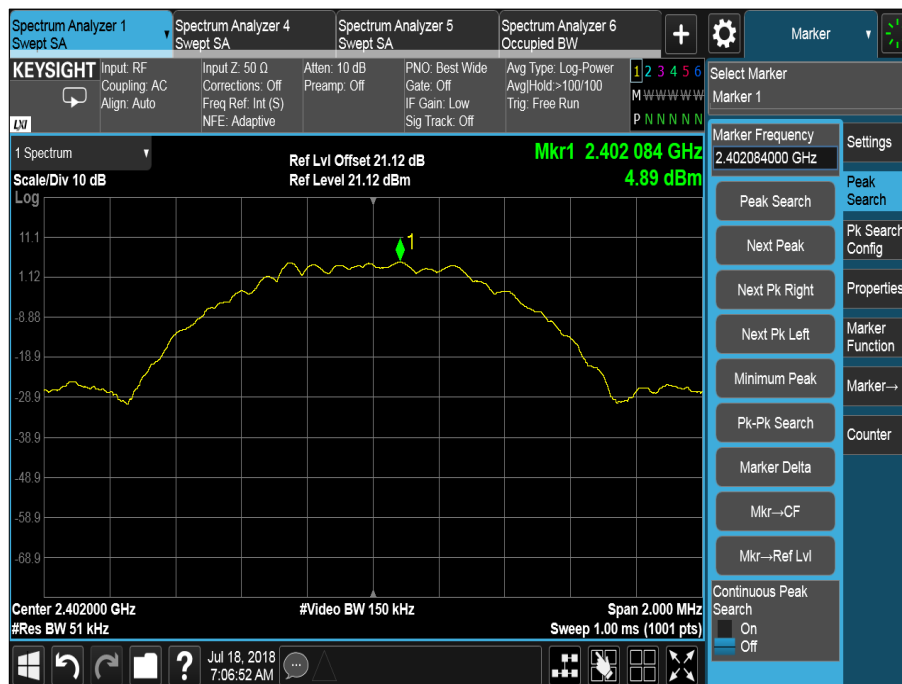 Spectrum Analyzer 1
Swept SA
Spectrum Analyzer 4
Swept SA
Spectrum Analyzer 5
Swept SA
Spectrum Analyzer 6
Occupied BW
+
Marker
KEYSIGHT
LXI
Input: RF
Coupling: AC
Align: Auto
Input Z: 50 Ω
Corrections: Off
Freq Ref: Int (S)
NFE: Adaptive
Atten: 10 dB
Preamp: Off
PNO: Best Wide
Gate: Off
IF Gain: Low
Sig Track: Off
Avg Type: Log-Power
Avg|Hold:>100/100
Trig: Free Run
1 2 3 4 5 6
M W W W W W
P N N N N N
Select Marker
Marker 1
1 Spectrum
Scale/Div 10 dB
Ref Lvl Offset 21.12 dB
Ref Level 21.12 dBm
Mkr1 2.402 084 GHz
4.89 dBm
Log
11.1
1.12
-8.88
-18.9
-28.9
-38.9
-48.9
-58.9
-68.9
1
Center 2.402000 GHz
#Res BW 51 kHz
#Video BW 150 kHz
Span 2.000 MHz
Sweep 1.00 ms (1001 pts)
Marker Frequency
2.402084000 GHz
Peak Search
Next Peak
Next Pk Right
Next Pk Left
Minimum Peak
Pk-Pk Search
Marker Delta
Mkr→CF
Mkr→Ref Lvl
Continuous Peak
Search
On
Off
Settings
Peak
Search
Pk Search
Config
Properties
Marker
Function
Marker→
Counter
?
Jul 18, 2018
7:06:52 AM